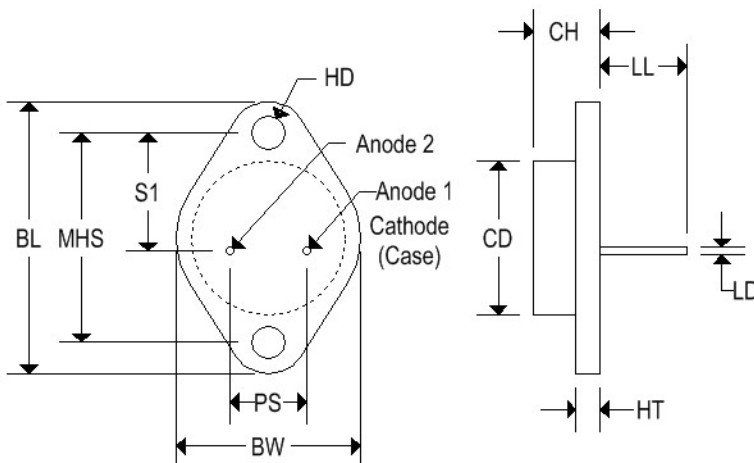 CH
LL
HD
Anode 2
S1
Anode 1
BL
MHS
Cathode
CD
(Case)
LD
PS
HT
BW